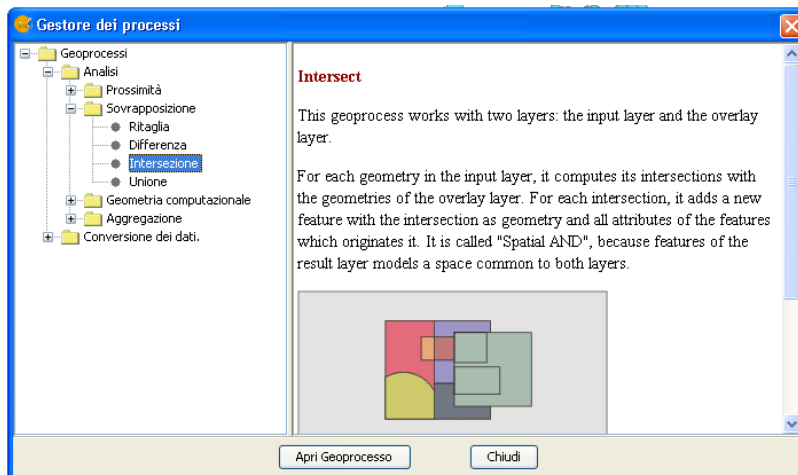 Gestore dei processi
Geoprocessi
Analisi
Prossimità
Sovrapposizione
Ritaglia
Differenza
Intersezione
Unione
Geometria computazionale
Aggregazione
Conversione dei dati.
Intersect
This geoprocess works with two layers: the input layer and the overlay
layer.
For each geometry in the input layer, it computes its intersections with
the geometries of the overlay layer. For each intersection, it adds a new
feature with the intersection as geometry and all attributes of the features
which originates it. It is called "Spatial AND", because features of the
result layer models a space common to both layers.
Apri Geoprocesso
Chiudi